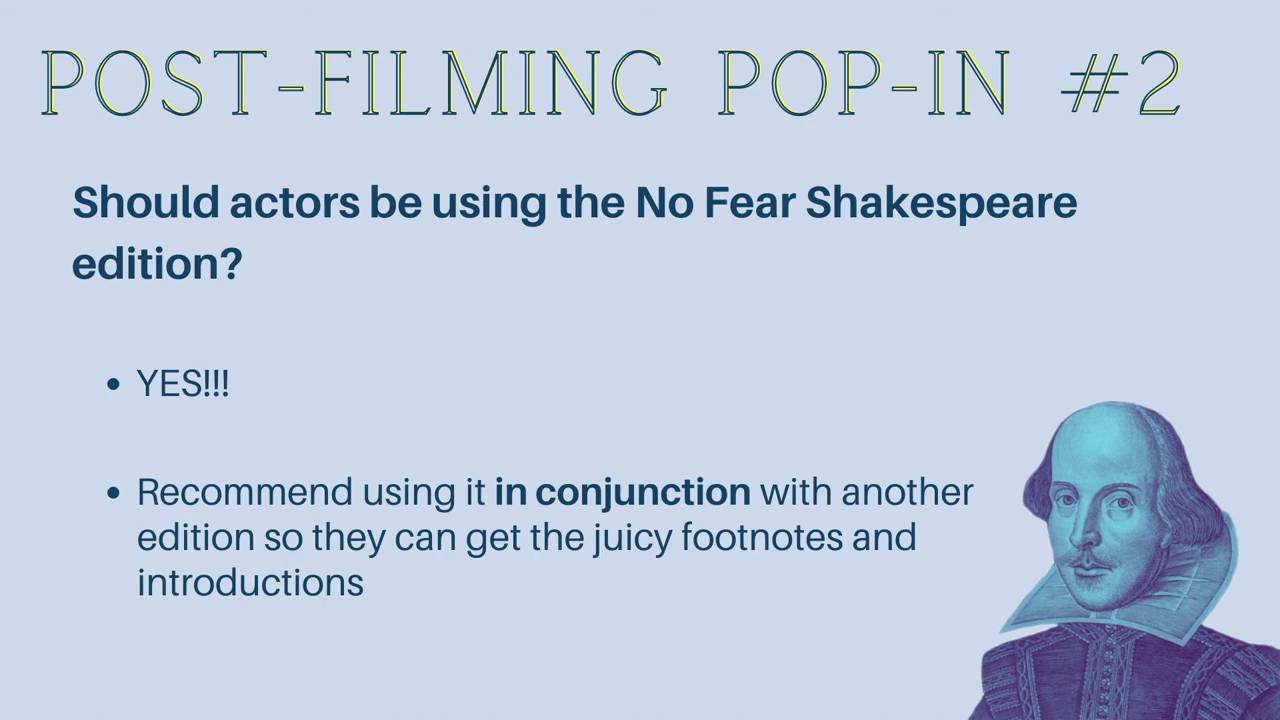 POST-FILMING POP-IN #2
Should actors be using the No Fear Shakespeare
edition?
• YES!!!
• Recommend using it in conjunction with another
edition so they can get the juicy footnotes and
introductions